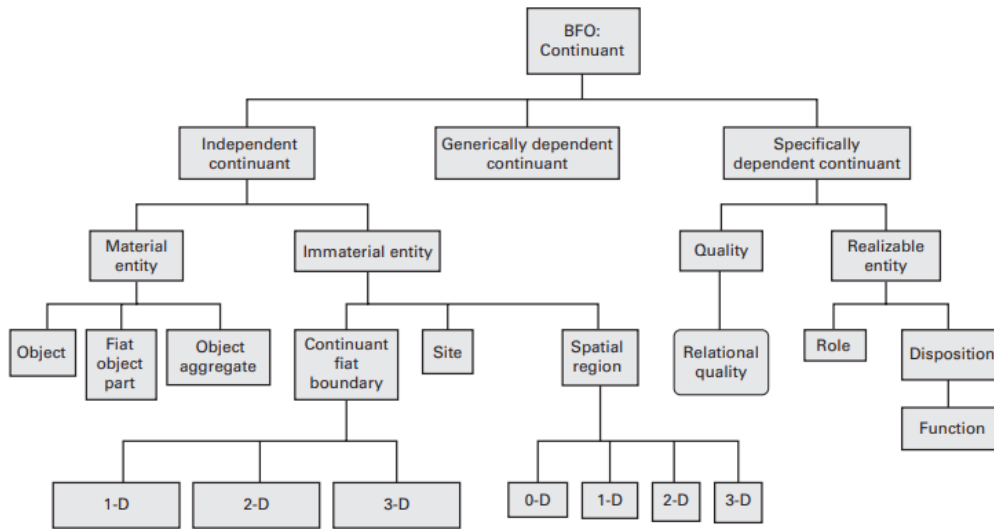 BFO:
Continuant
Independent
continuant
Generically dependent
continuant
Specifically
dependent continuant
Material
entity
Immaterial entity
Quality
Realizable
entity
Object
Fiat
object
part
Object
aggregate
Continuant
fiat
boundary
Site
Spatial
region
Relational
quality
Role
Disposition
Function
1-D
2-D
3-D
0-D
1-D
2-D
3-D